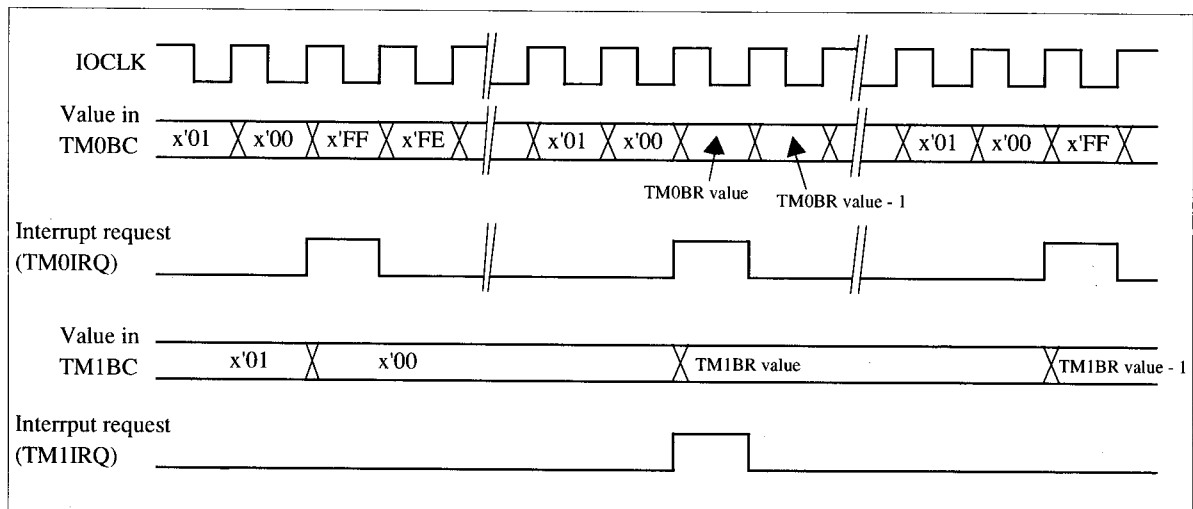 IOCLK
Value in
TM0BC
x'01 x'00 x'FF x'FE x'01 x'00 x'01 x'00 x'FF
TM0BR value
TM0BR value - 1
Interrupt request
(TM0IRQ)
Value in
TM1BC
x'01 x'00 TM1BR value TM1BR value - 1
Interrput request
(TM1IRQ)